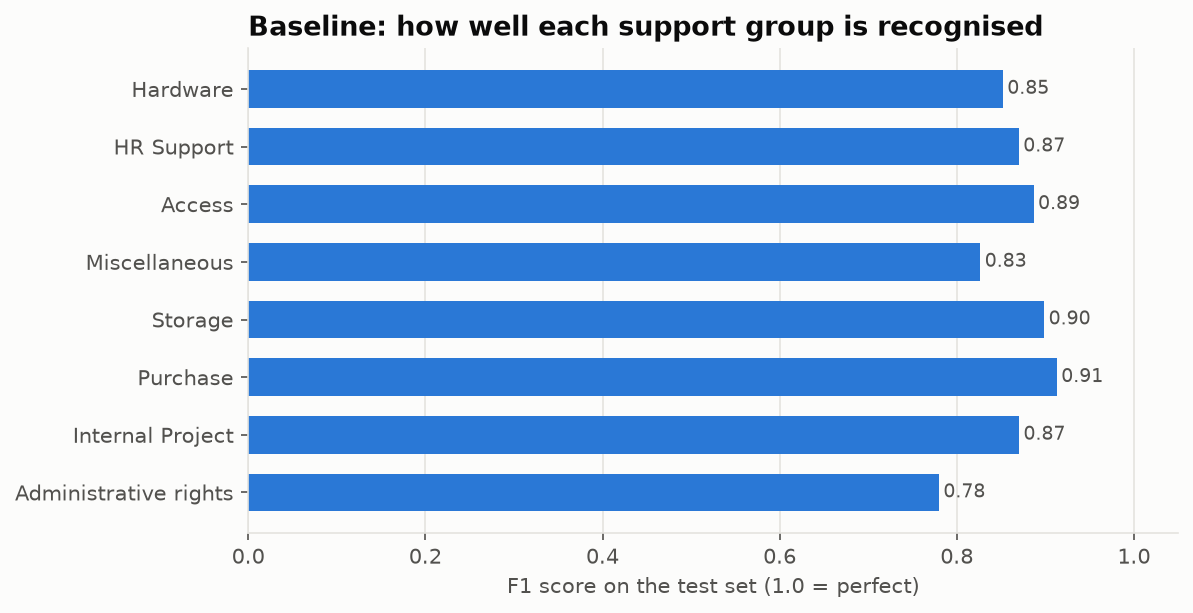 Baseline: how well each support group is recognised
Hardware 0.85
HR Support 0.87
Access 0.89
Miscellaneous 0.83
Storage 0.90
Purchase 0.91
Internal Project 0.87
Administrative rights 0.78
0.0 0.2 0.4 0.6 0.8 1.0
F1 score on the test set (1.0 = perfect)